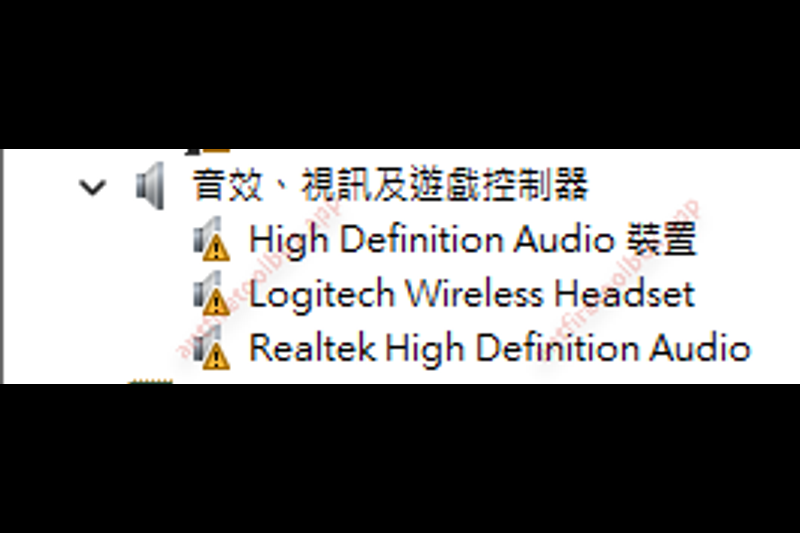 音效、視訊及遊戲控制器
High Definition Audio 裝置
Logitech Wireless Headset
Realtek High Definition Audio